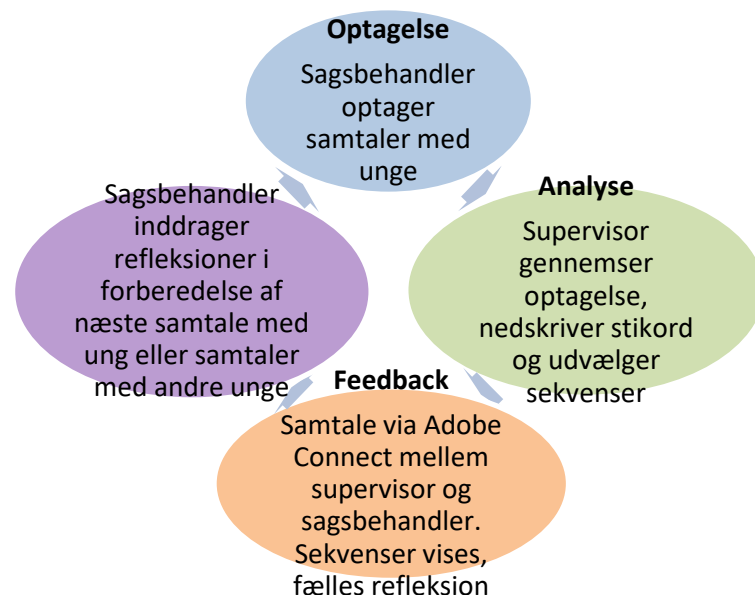 Optagelse
Sagsbehandler
optager
samtaler med
unge
Analyse
Supervisor
gennemser
optagelse,
nedskriver stikord
og udvælger
sekvenser
Feedback
Samtale via Adobe
Connect mellem
supervisor og
sagsbehandler.
Sekvenser vises,
fælles refleksion
Sagsbehandler
inddrager
refleksioner i
forberedelse af
næste samtale med
ung eller samtaler
med andre unge